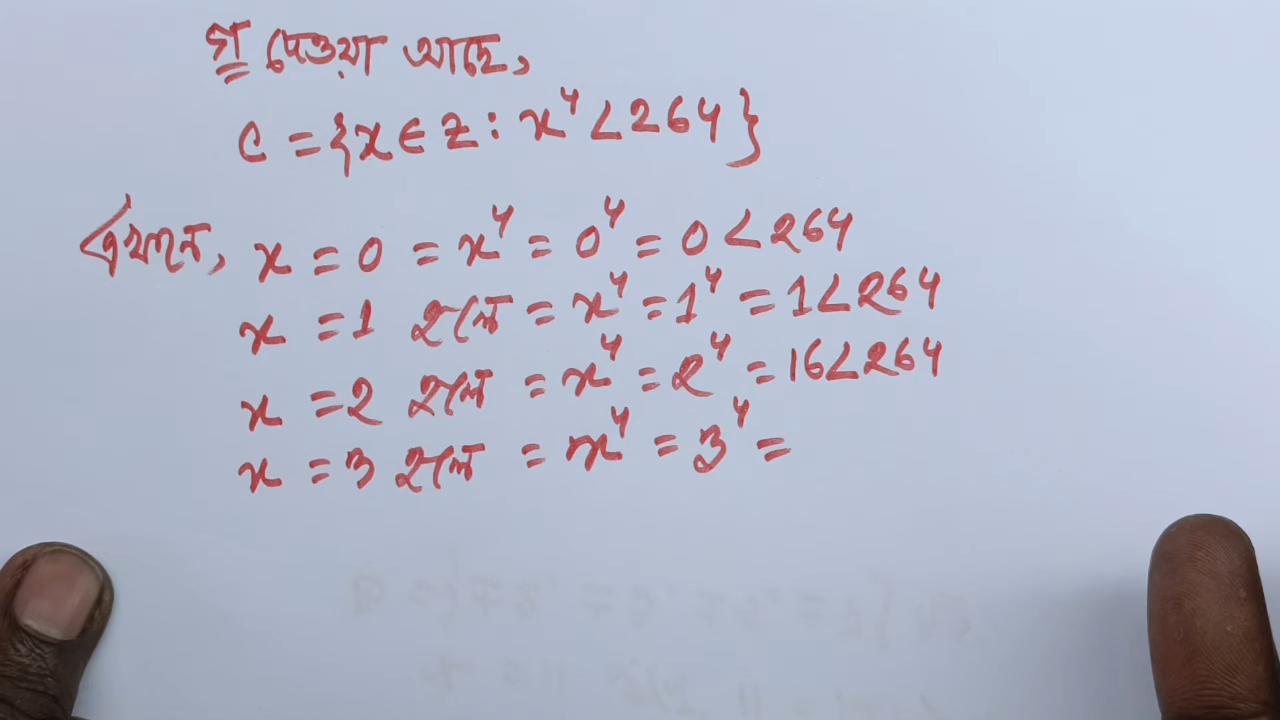 গ দেওয়া আছে,
C = {x ∈ Z : x⁴ < 264}
এখানে, x = 0 = x⁴ = 0⁴ = 0 < 264
x = 1 হলে = x⁴ = 1⁴ = 1 < 264
x = 2 হলে = x⁴ = 2⁴ = 16 < 264
x = 3 হলে = x⁴ = 3⁴ =